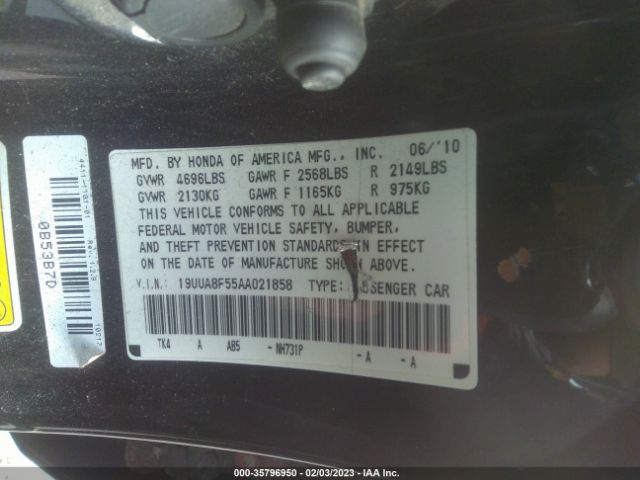 MFD. BY HONDA OF AMERICA MFG., INC. 06/'10
GVWR 4696LBS GAWR F 2568LBS R 2149LBS
GVWR 2130KG GAWR F 1165KG R 975KG
THIS VEHICLE CONFORMS TO ALL APPLICABLE
FEDERAL MOTOR VEHICLE SAFETY, BUMPER,
AND THEFT PREVENTION STANDARDS IN EFFECT
ON THE DATE OF MANUFACTURE SHOWN ABOVE.
V.I.N.: 19UUA8F55AA021858 TYPE: CAR
TK4 A AB5 -NH731P -A -A
0B53B7D
000-35796950 - 02/03/2023 - IAA Inc.